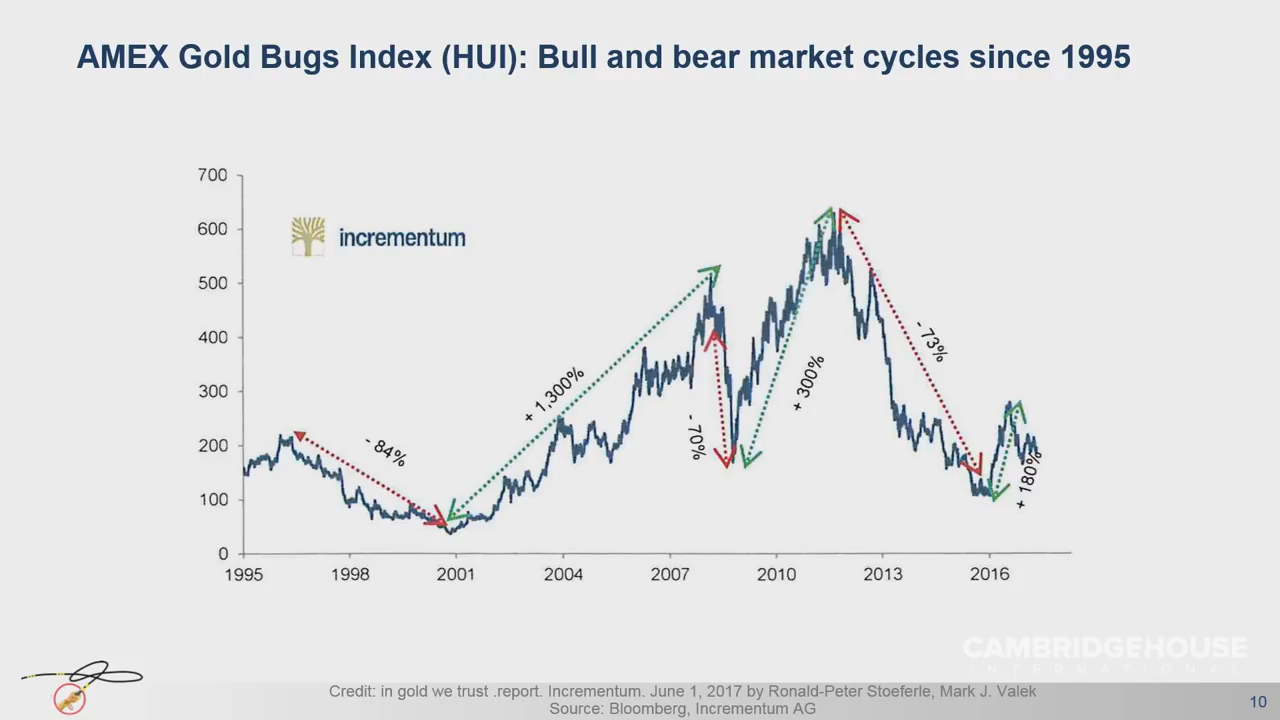 AMEX Gold Bugs Index (HUI): Bull and bear market cycles since 1995
700
600
500
400
300
200
100
0
incrementum
- 84%
+ 1,300%
- 70%
+ 300%
- 73%
+ 180%
1995 1998 2001 2004 2007 2010 2013 2016
CAMBRIDGEHOUSE
INTERNATIONAL
Credit: in gold we trust .report. Incrementum. June 1, 2017 by Ronald-Peter Stoeferle, Mark J. Valek
Source: Bloomberg, Incrementum AG
10